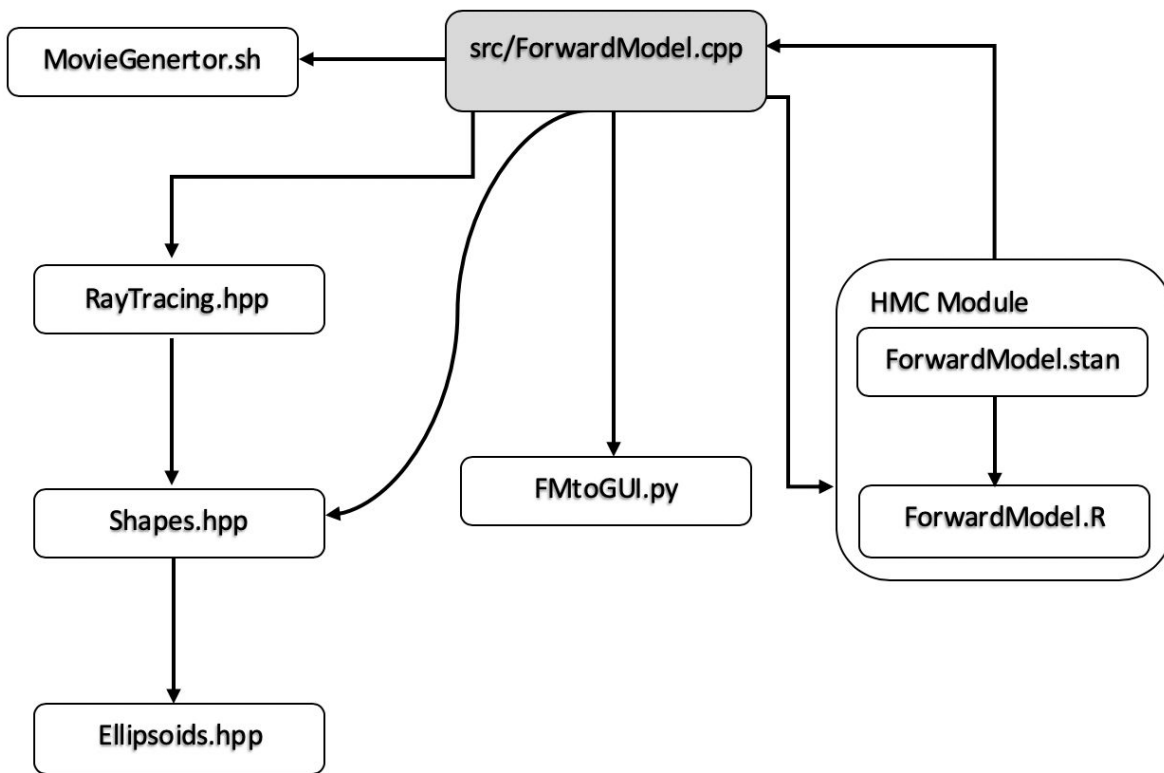 src/ForwardModel.cpp
MovieGenertor.sh
RayTracing.hpp
HMC Module
ForwardModel.stan
FMtoGUI.py
Shapes.hpp
ForwardModel.R
Ellipsoids.hpp